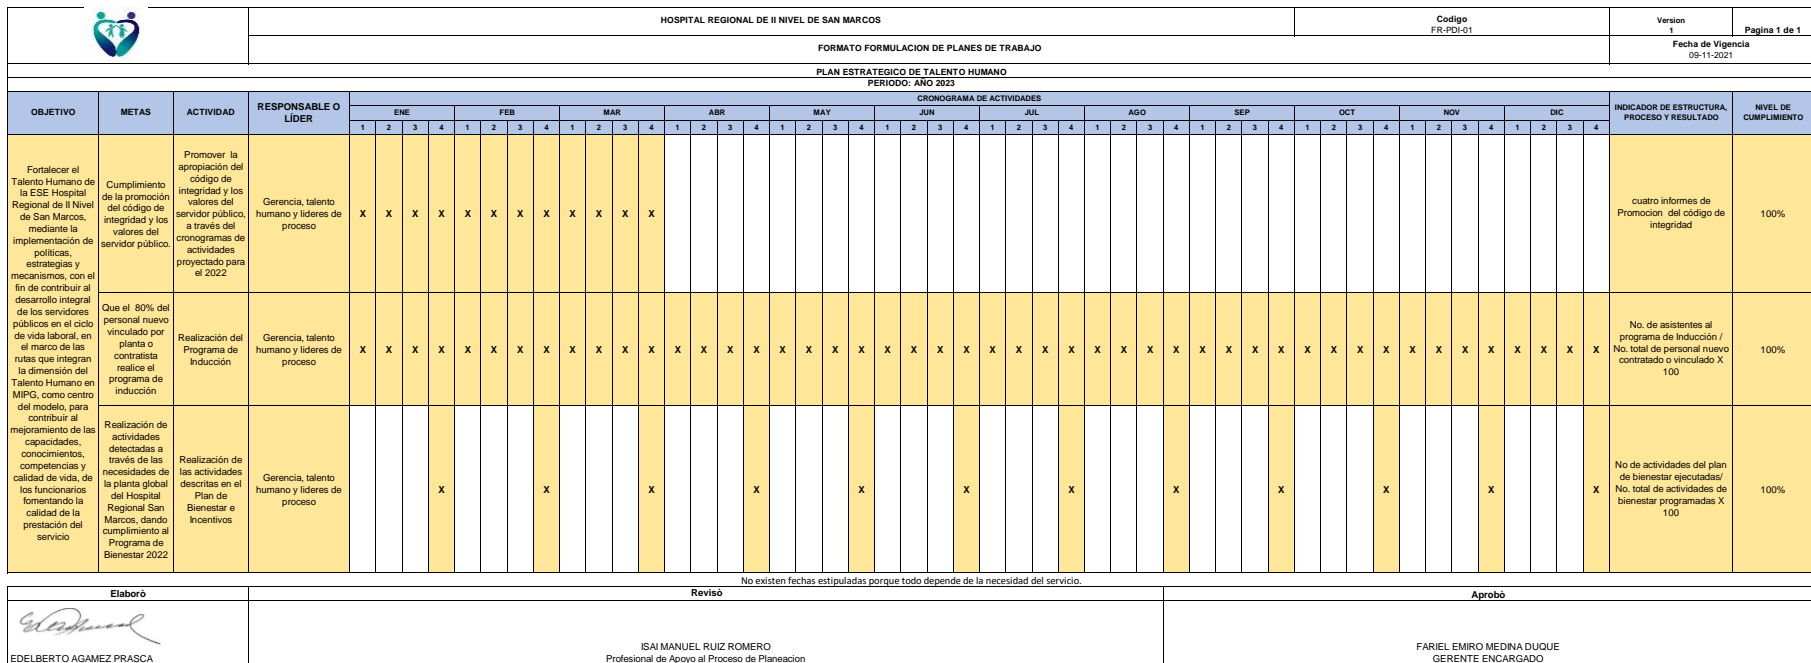 HOSPITAL REGIONAL DE II NIVEL DE SAN MARCOS
Codigo
FR-PDI-01
Version
1
Pagina 1 de 1
FORMATO FORMULACION DE PLANES DE TRABAJO
Fecha de Vigencia
09-11-2021
PLAN ESTRATEGICO DE TALENTO HUMANO
PERIODO: AÑO 2023
OBJETIVO
METAS
ACTIVIDAD
RESPONSABLE O
LÍDER
CRONOGRAMA DE ACTIVIDADES
ENE FEB MAR ABR MAY JUN JUL AGO SEP OCT NOV DIC
1 2 3 4 1 2 3 4 1 2 3 4 1 2 3 4 1 2 3 4 1 2 3 4 1 2 3 4 1 2 3 4 1 2 3 4 1 2 3 4 1 2 3 4 1 2 3 4
INDICADOR DE ESTRUCTURA,
PROCESO Y RESULTADO
NIVEL DE
CUMPLIMIENTO
Fortalecer el
Talento Humano de
la ESE Hospital
Regional de II Nivel
de San Marcos,
mediante la
implementación de
políticas,
estrategias y
mecanismos, con el
fin de contribuir al
desarrollo integral
de los servidores
públicos en el ciclo
de vida laboral, en
el marco de las
rutas que integran
la dimensión del
Talento Humano en
MIPG, como centro
del modelo, para
contribuir al
mejoramiento de las
capacidades,
conocimientos,
competencias y
calidad de vida, de
los funcionarios
fomentando la
calidad de la
prestación del
servicio
Cumplimiento
de la promoción
del código de
integridad y los
valores del
servidor público.
Promover la
apropiación del
código de
integridad y los
valores del
servidor público,
a través del
cronogramas de
actividades
proyectado para
el 2022
Gerencia, talento
humano y lideres de
proceso
X X X X X X X X X X X X
cuatro informes de
Promocion del código de
integridad
100%
Que el 80% del
personal nuevo
vinculado por
planta o
contratista
realice el
programa de
inducción
Realización del
Programa de
Inducción
Gerencia, talento
humano y lideres de
proceso
X X X X X X X X X X X X X X X X X X X X X X X X X X X X X X X X X X X X X X X X X X X X X X X X
No. de asistentes al
programa de Inducción /
No. total de personal nuevo
contratado o vinculado X
100
100%
Realización de
actividades
detectadas a
través de las
necesidades de
la planta global
del Hospital
Regional San
Marcos, dando
cumplimiento al
Programa de
Bienestar 2022
Realización de
las actividades
descritas en el
Plan de
Bienestar e
Incentivos
Gerencia, talento
humano y lideres de
proceso
X X X X X X X X X X X X
No de actividades del plan
de bienestar ejecutadas/
No. total de actividades de
bienestar programadas X
100
100%
No existen fechas estipuladas porque todo depende de la necesidad del servicio.
Elaborò
Revisò
Aprobò
EDELBERTO AGAMEZ PRASCA
ISAI MANUEL RUIZ ROMERO
Profesional de Apoyo al Proceso de Planeacion
FARIEL EMIRO MEDINA DUQUE
GERENTE ENCARGADO